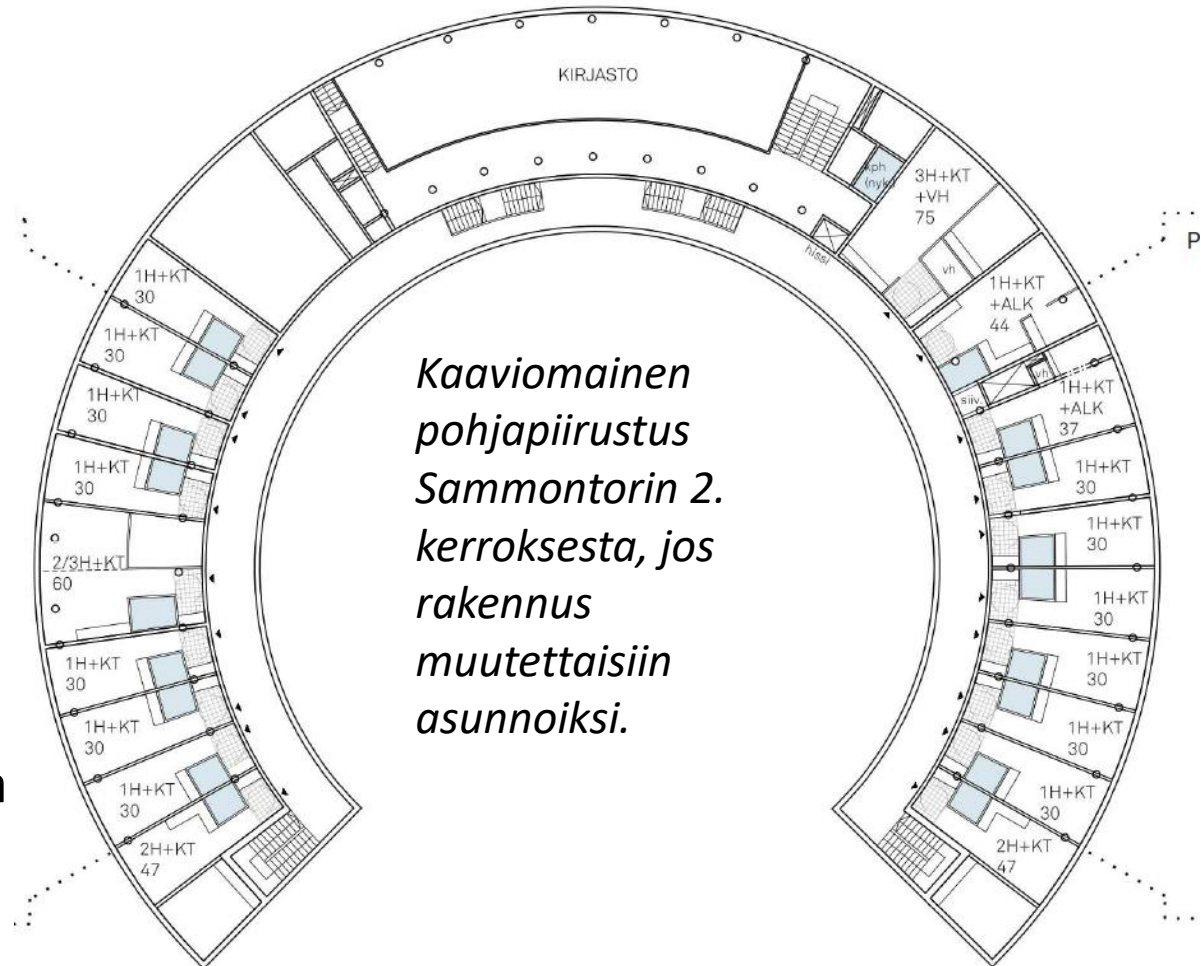 KIRJASTO
kph
(nyk.)
3H+KT
+VH
75
hissi
vh
P
1H+KT
30
1H+KT
+ALK
44
1H+KT
30
vh
siiv.
1H+KT
30
1H+KT
+ALK
37
1H+KT
30
1H+KT
30
Kaaviomainen
pohjapiirustus
Sammontorin 2.
kerroksesta, jos
rakennus
muutettaisiin
asunnoiksi.
1H+KT
30
2/3H+KT
60
1H+KT
30
1H+KT
30
1H+KT
30
1H+KT
30
1H+KT
30
1H+KT
30
1H+KT
30
2H+KT
47
2H+KT
47